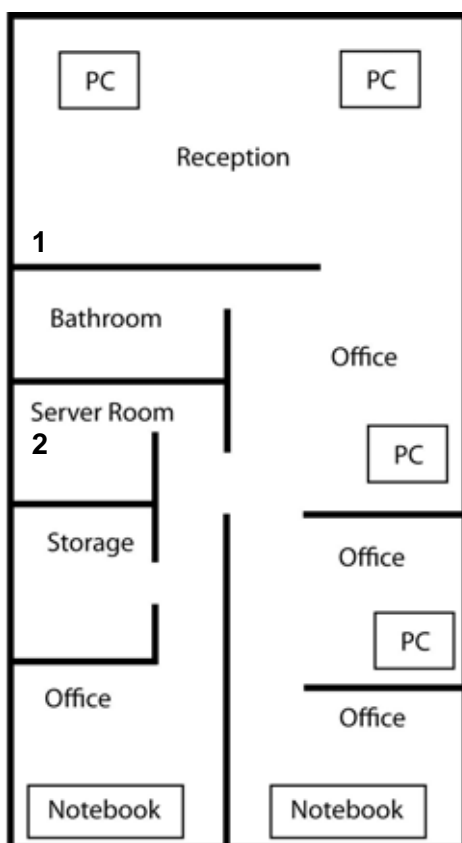 PC
PC
Reception
1
Bathroom
Office
Server Room
2
PC
Storage
Office
PC
Office
Office
Notebook
Notebook